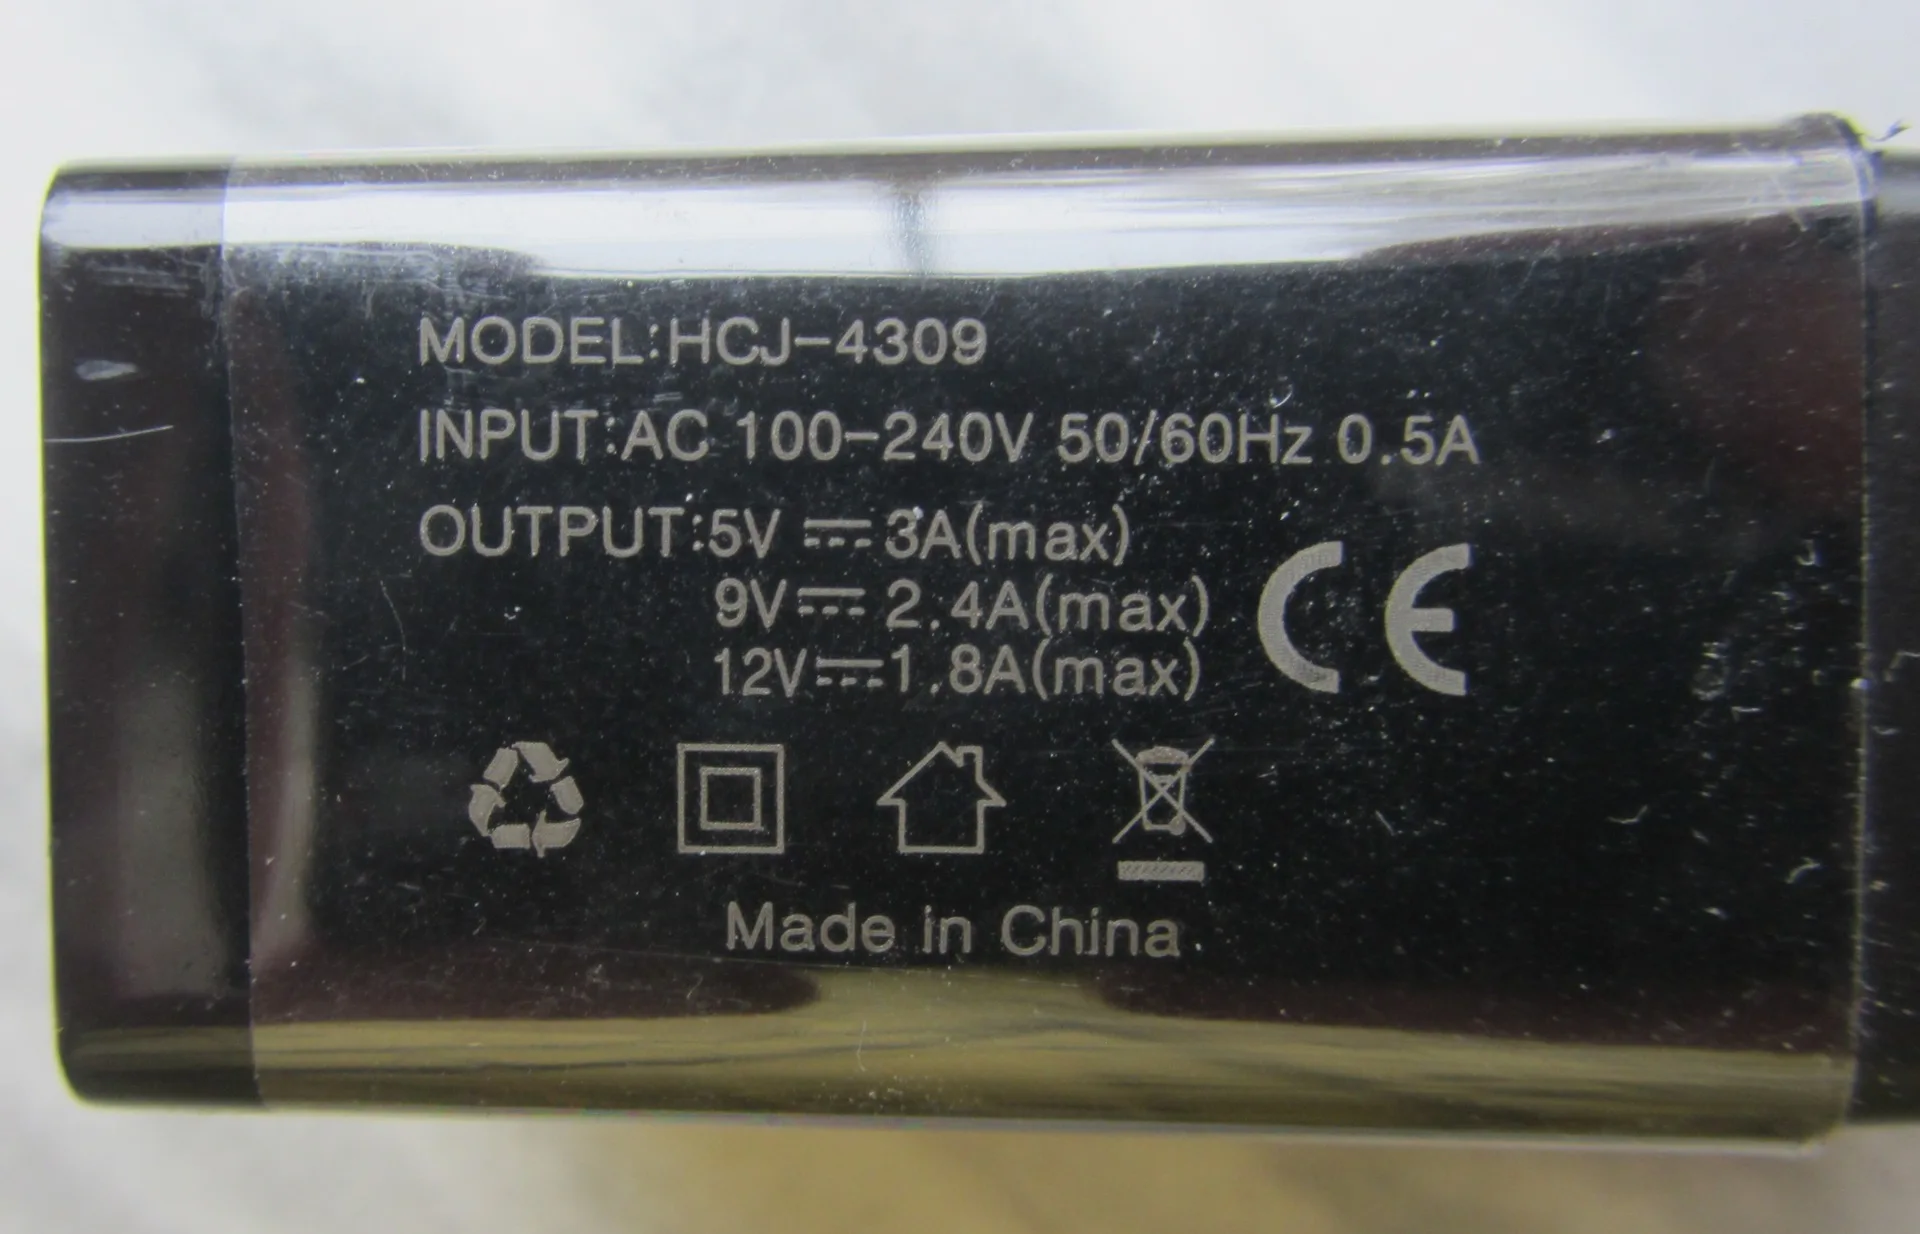 MODEL:HCJ-4309
INPUT:AC 100-240V 50/60Hz 0.5A
OUTPUT:5V ⎓ 3A(max)
9V⎓ 2.4A(max)
12V⎓1.8A(max)
CE
Made in China